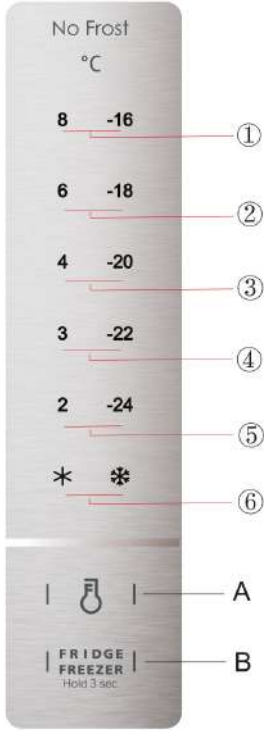 No Frost
°C
8 -16 ①
6 -18 ②
4 -20 ③
3 -22 ④
2 -24 ⑤
⑥
A
FRIDGE
FREEZER B
Hold 3 sec.